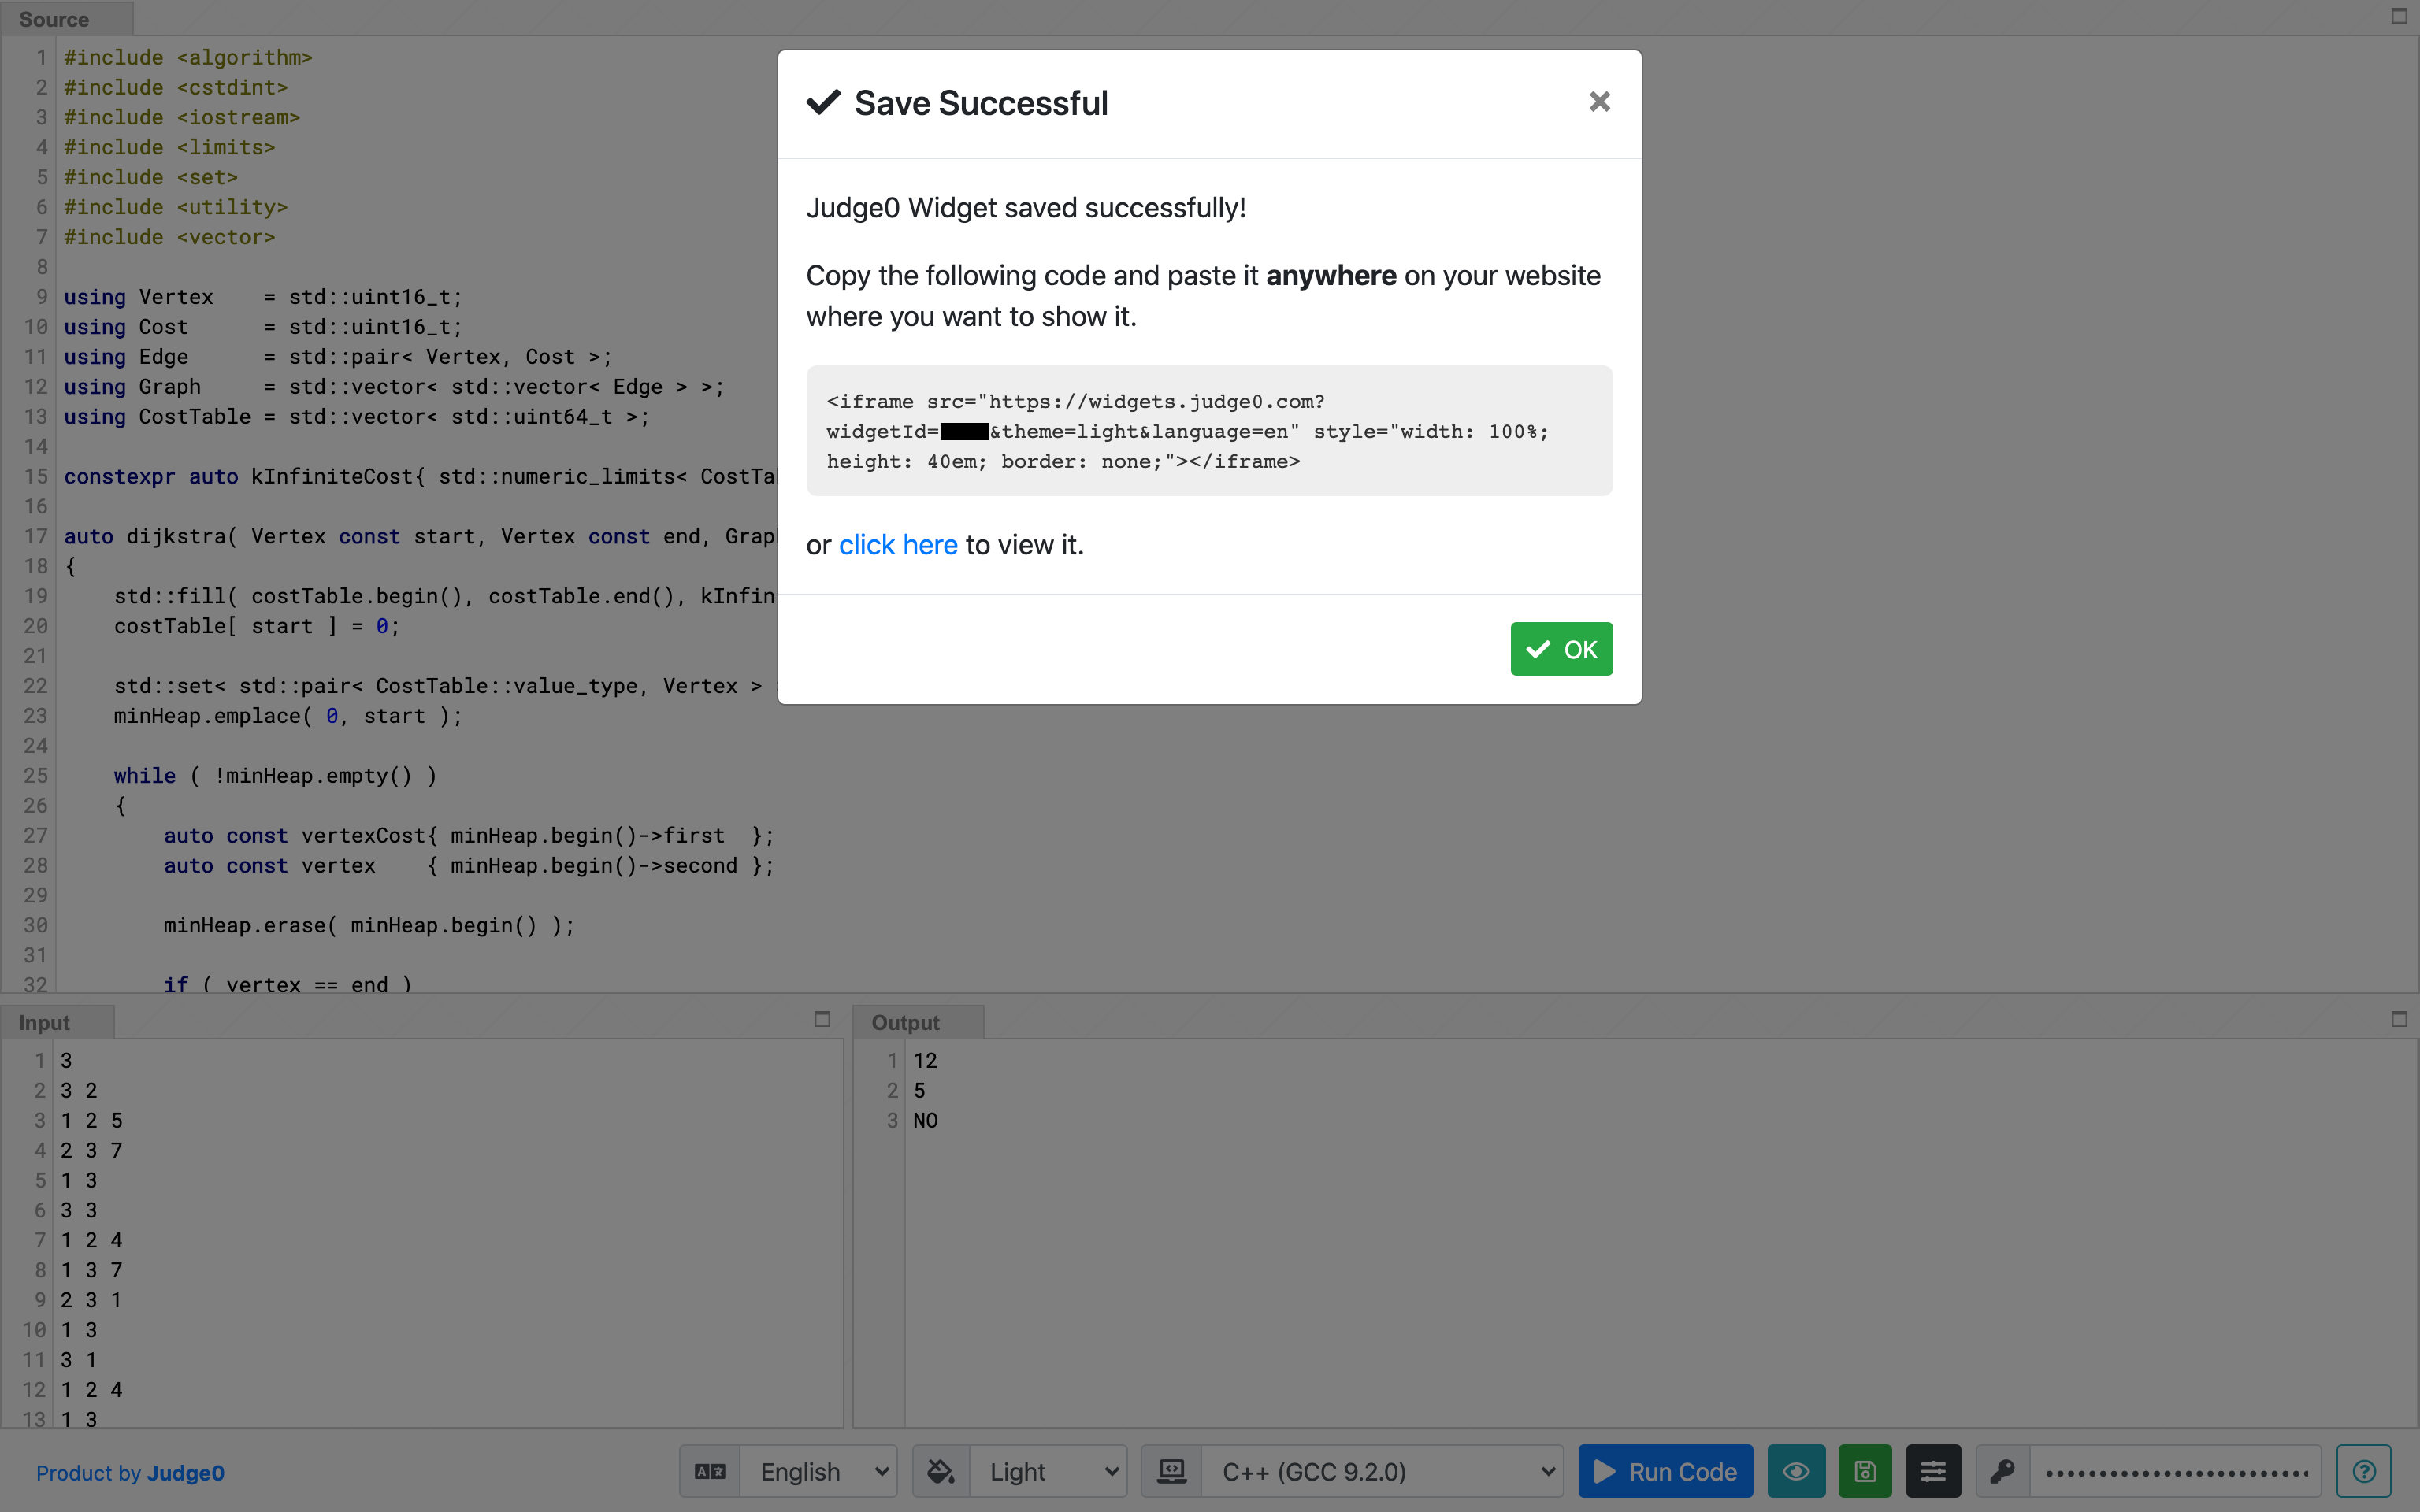 Source
1 #include <algorithm>
2 #include <cstdint>
3 #include <iostream>
4 #include <limits>
5 #include <set>
6 #include <utility>
7 #include <vector>
8
9 using Vertex    = std::uint16_t;
10 using Cost      = std::uint16_t;
11 using Edge      = std::pair< Vertex, Cost >;
12 using Graph     = std::vector< std::vector< Edge > >;
13 using CostTable = std::vector< std::uint64_t >;
14
15 constexpr auto kInfiniteCost{ std::numeric_limits< CostTa
16
17 auto dijkstra( Vertex const start, Vertex const end, Grap
18 {
19     std::fill( costTable.begin(), costTable.end(), kInfin
20     costTable[ start ] = 0;
21
22     std::set< std::pair< CostTable::value_type, Vertex >
23     minHeap.emplace( 0, start );
24
25     while ( !minHeap.empty() )
26     {
27         auto const vertexCost{ minHeap.begin()->first  };
28         auto const vertex    { minHeap.begin()->second };
29
30         minHeap.erase( minHeap.begin() );
31
32         if ( vertex == end )
Save Successful
×
Judge0 Widget saved successfully!
Copy the following code and paste it anywhere on your website
where you want to show it.
<iframe src="https://widgets.judge0.com?
widgetId= &theme=light&language=en" style="width: 100%;
height: 40em; border: none;"></iframe>
or click here to view it.
OK
Input
1 3
2 3 2
3 1 2 5
4 2 3 7
5 1 3
6 3 3
7 1 2 4
8 1 3 7
9 2 3 1
10 1 3
11 3 1
12 1 2 4
13 1 3
Output
1 12
2 5
3 NO
Product by Judge0
English
Light
C++ (GCC 9.2.0)
Run Code
••••••••••••••••••••••••
?